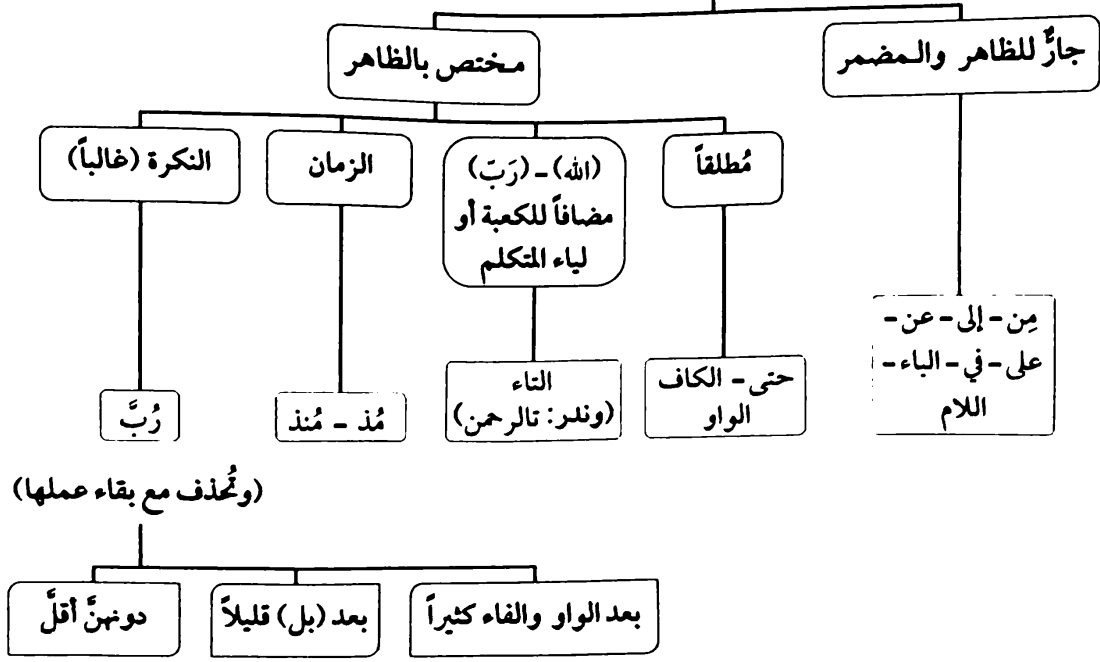 جارٌّ للظاهر والمضمر
مختص بالظاهر
مُطلقاً
(الله) - (رَبّ)
مضافاً للكعبة أو
لياء المتكلم
الزمان
النكرة (غالباً)
مِن - إلى - عن -
على - في - الباء -
اللام
حتى - الكاف
الواو
التاء
(وندر: تالرحمن)
مُذ - مُنذ
رُبَّ
(وتُحذف مع بقاء عملها)
بعد الواو والفاء كثيراً
بعد (بل) قليلاً
دونهنَّ أقلَّ